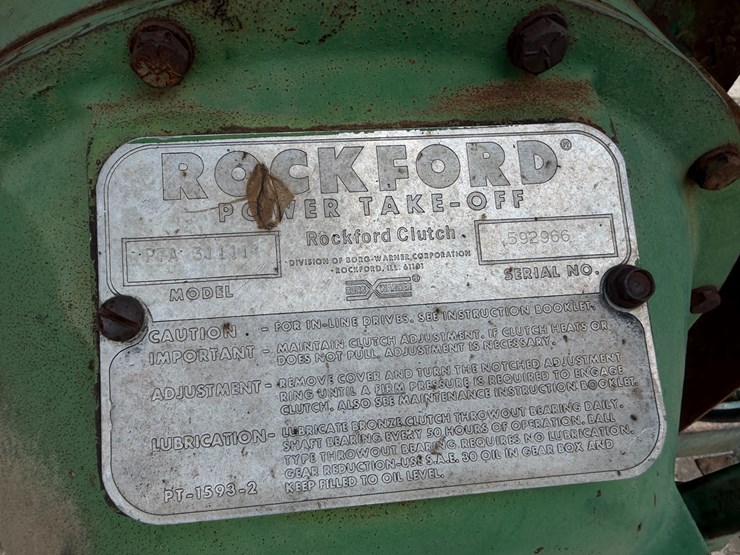 ROCKFORD®
POWER TAKE-OFF
Rockford Clutch 592966
DIVISION OF BORG-WARNER CORPORATION
ROCKFORD, ILL 61101
MODEL SERIAL NO.
BORG WARNER ®
CAUTION - FOR IN-LINE DRIVES. SEE INSTRUCTION BOOKLET.
IMPORTANT - MAINTAIN CLUTCH ADJUSTMENT. IF CLUTCH HEATS OR
DOES NOT PULL, ADJUSTMENT IS NECESSARY.
ADJUSTMENT - REMOVE COVER AND TURN THE NOTCHED ADJUSTMENT
RING UNTIL A FIRM PRESSURE IS REQUIRED TO ENGAGE
CLUTCH. ALSO SEE MAINTENANCE INSTRUCTION BOOKLET.
LUBRICATION - LUBRICATE BRONZE CLUTCH THROWOUT BEARING DAILY.
SHAFT BEARING EVERY 50 HOURS OF OPERATION. BALL
TYPE THROWOUT BEARING REQUIRES NO LUBRICATION.
GEAR REDUCTION-USE S.A.E. 30 OIL IN GEAR BOX AND
KEEP FILLED TO OIL LEVEL.
PT-1593-2